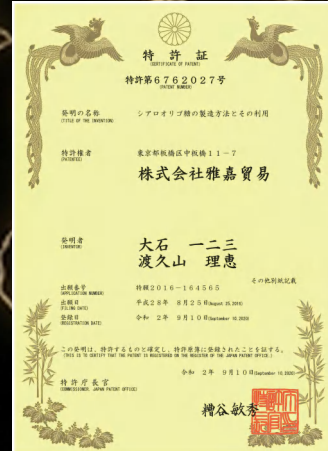 特許証
(CERTIFICATE OF PATENT)
特許第6762027号
(PATENT NUMBER)
発明の名称
(TITLE OF THE INVENTION)
シアロオリゴ糖の製造方法とその利用
特許権者
(PATENTEE)
東京都板橋区中板橋11-7
株式会社雅嘉貿易
発明者
(INVENTOR)
大石 一二三
渡久山 理恵
その他別紙記載
出願番号
(APPLICATION NUMBER)
特願2016-164565
出願日
(FILING DATE)
平成28年 8月25日(August 25,2016)
登録日
(REGISTRATION DATE)
令和 2年 9月10日(September 10,2020)
この発明は、特許するものと確定し、特許原簿に登録されたことを証する。
(THIS IS TO CERTIFY THAT THE PATENT IS REGISTERED ON THE REGISTER OF THE JAPAN PATENT OFFICE.)
令和 2年 9月10日(September 10,2020)
特許庁長官
(COMMISSIONER, JAPAN PATENT OFFICE)
糟谷敏秀